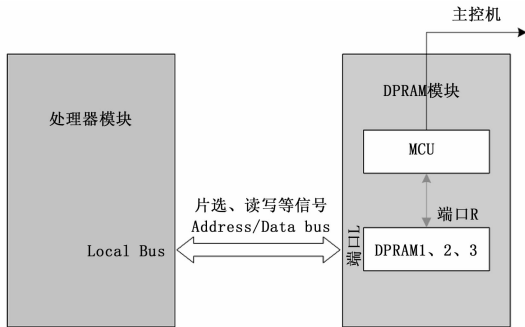 主控机
DPRAM模块
处理器模块
MCU
片选、读写等信号
端口R
Address/Data bus
端口L
Local Bus
DPRAM1、2、3